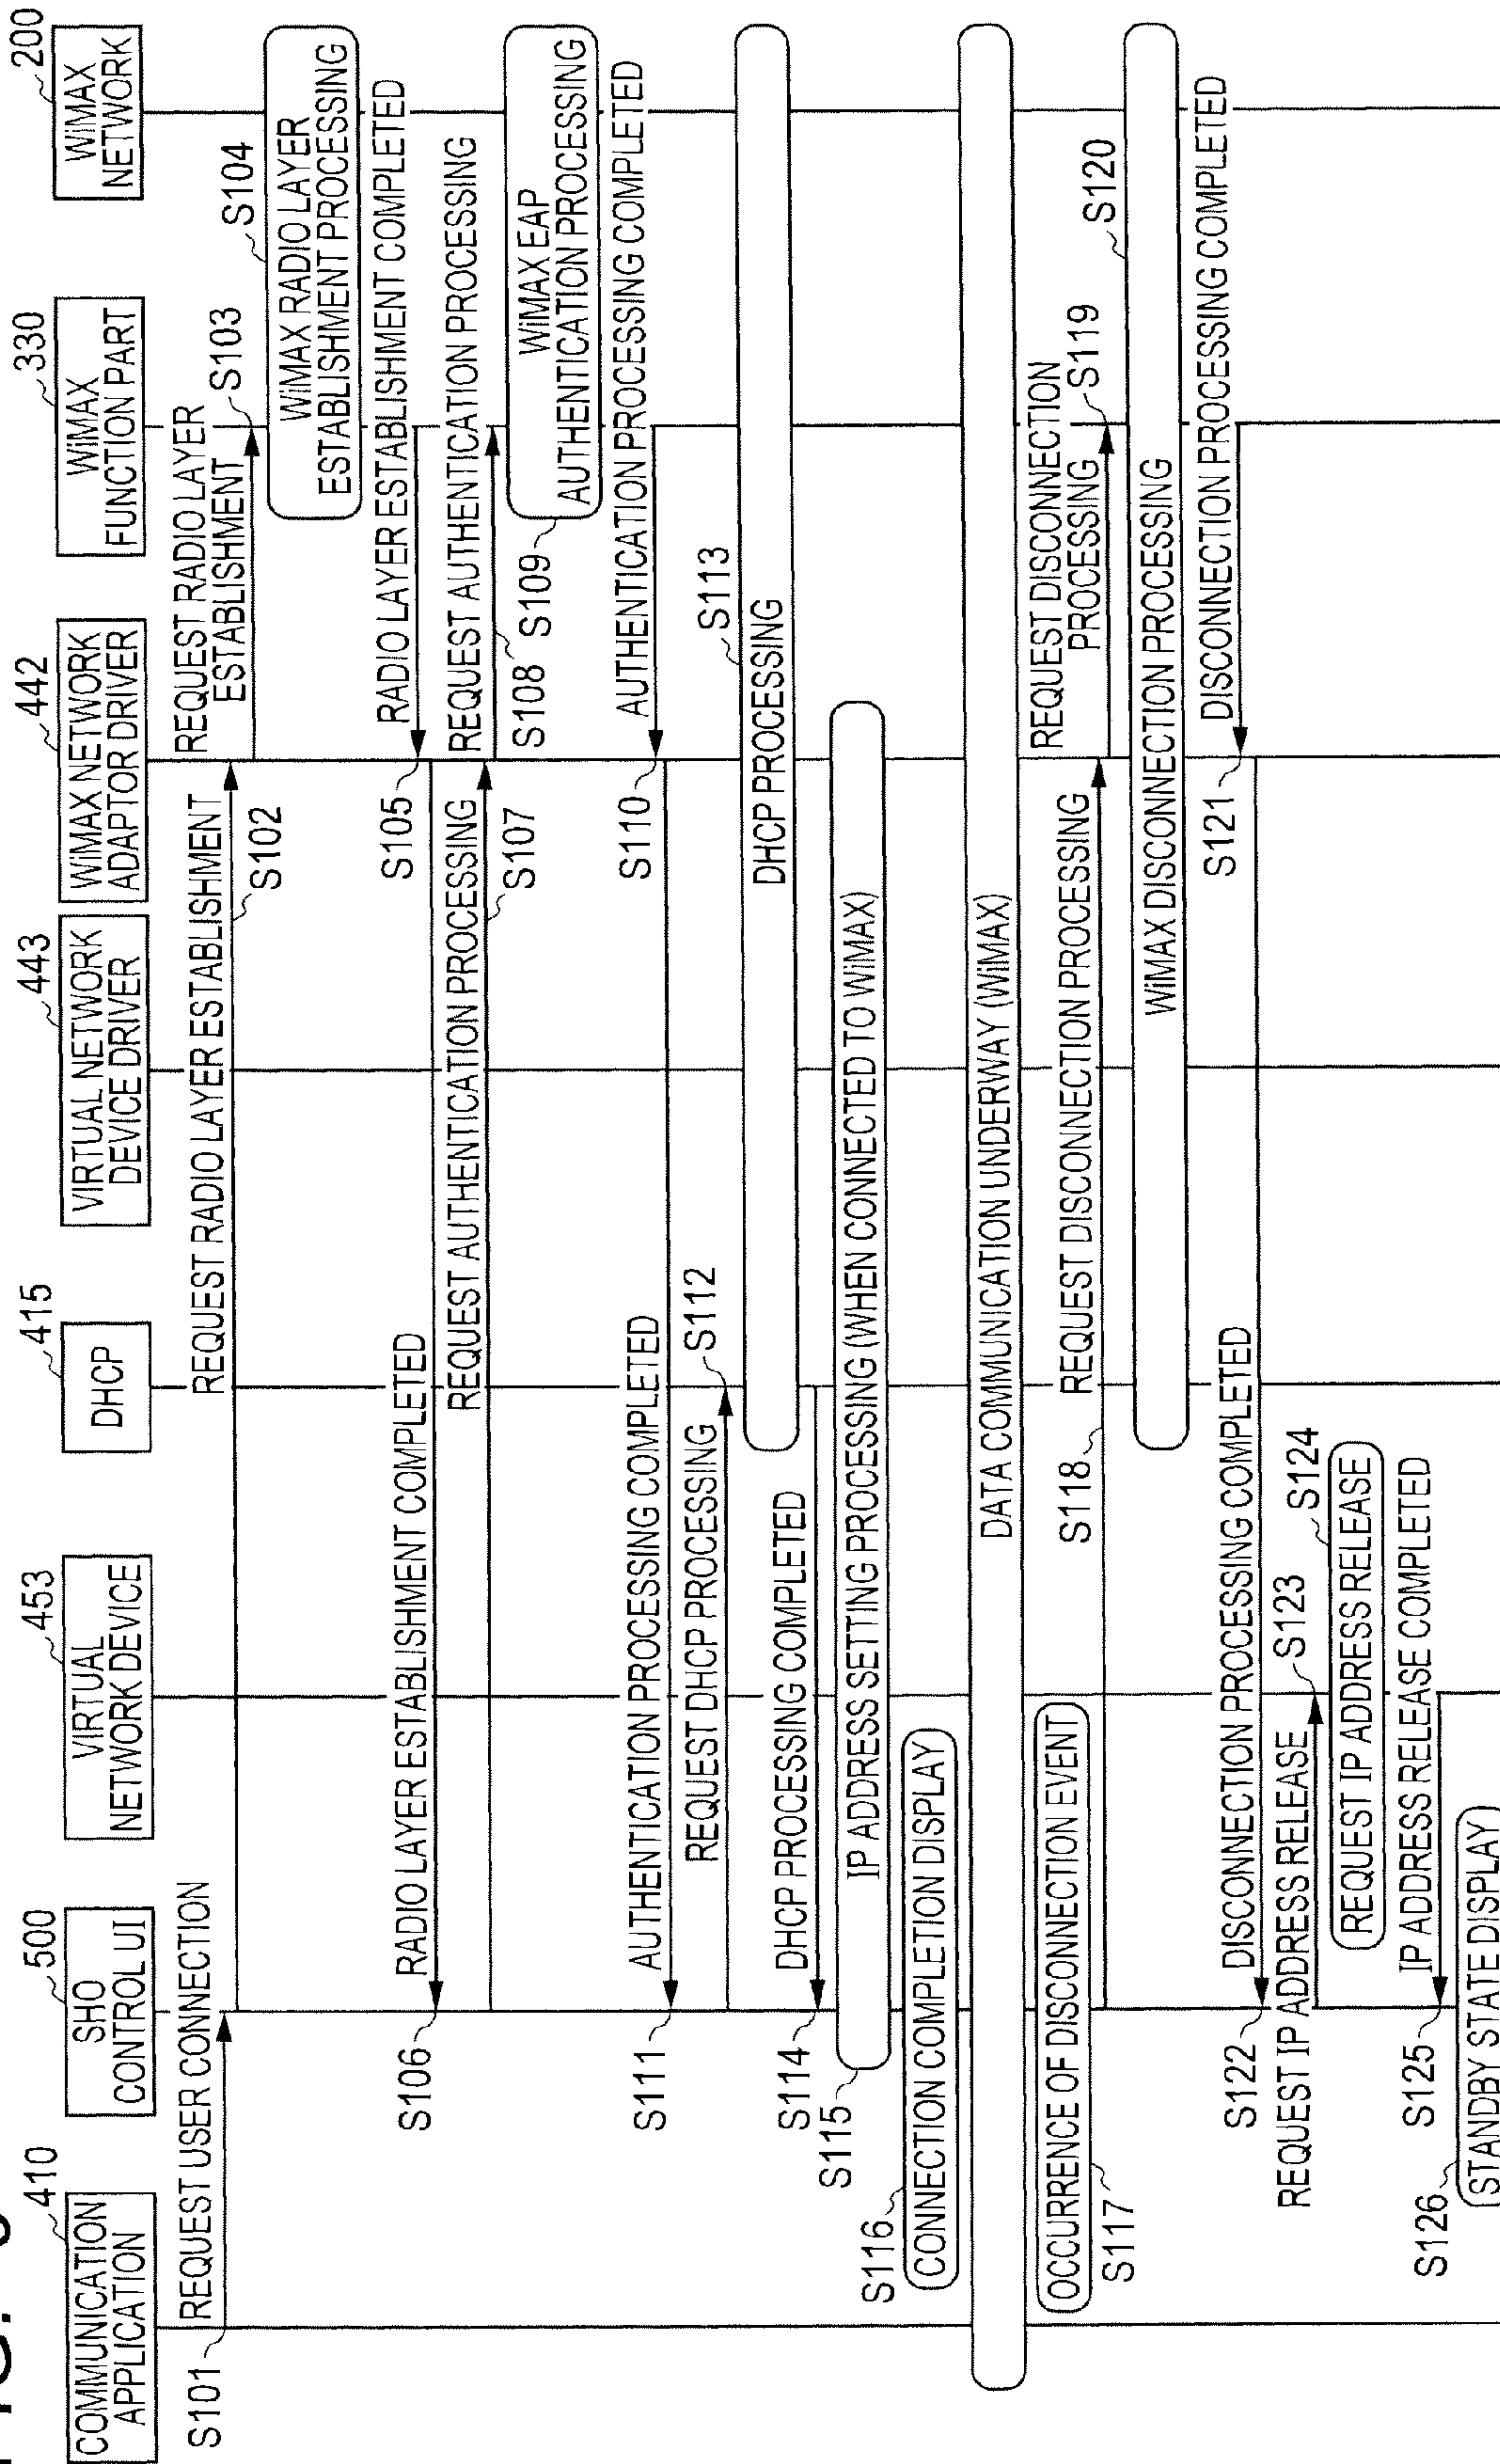 COMMUNICATION
APPLICATION
410
SHO
CONTROL UI
500
VIRTUAL
NETWORK DEVICE
453
DHCP
415
VIRTUAL NETWORK
DEVICE DRIVER
443
WiMAX NETWORK
ADAPTOR DRIVER
442
WiMAX
FUNCTION PART
330
WiMAX
NETWORK
200
S101
REQUEST USER CONNECTION
REQUEST RADIO LAYER ESTABLISHMENT
S102
REQUEST RADIO LAYER
ESTABLISHMENT
S103
S104
WiMAX RADIO LAYER
ESTABLISHMENT PROCESSING
RADIO LAYER ESTABLISHMENT COMPLETED
S105
RADIO LAYER ESTABLISHMENT COMPLETED
S106
REQUEST AUTHENTICATION PROCESSING
S107
REQUEST AUTHENTICATION PROCESSING
S108
S109
WiMAX EAP
AUTHENTICATION PROCESSING
AUTHENTICATION PROCESSING COMPLETED
S110
AUTHENTICATION PROCESSING COMPLETED
S111
REQUEST DHCP PROCESSING
S112
S113
DHCP PROCESSING
DHCP PROCESSING COMPLETED
S114
S115
IP ADDRESS SETTING PROCESSING (WHEN CONNECTED TO WiMAX)
S116
CONNECTION COMPLETION DISPLAY
DATA COMMUNICATION UNDERWAY (WiMAX)
OCCURRENCE OF DISCONNECTION EVENT
S117
S118
REQUEST DISCONNECTION PROCESSING
REQUEST DISCONNECTION
PROCESSING
S119
S120
WiMAX DISCONNECTION PROCESSING
DISCONNECTION PROCESSING COMPLETED
S121
DISCONNECTION PROCESSING COMPLETED
S122
REQUEST IP ADDRESS RELEASE
S123
S124
REQUEST IP ADDRESS RELEASE
IP ADDRESS RELEASE COMPLETED
S125
S126
STANDBY STATE DISPLAY